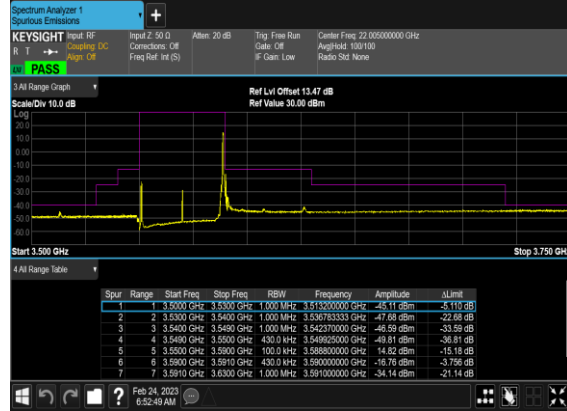 Spectrum Analyzer 1
Spurious Emissions
KEYSIGHT Input: RF Input Z: 50 Ω Atten: 20 dB Trig: Free Run Center Freq: 22.005000000 GHz
R T Coupling: DC Corrections: Off Gate: Off Avg|Hold: 100/100
Align: Off Freq Ref: Int (S) IF Gain: Low Radio Std: None
PASS
3 All Range Graph
Ref Lvl Offset 13.47 dB
Scale/Div 10.0 dB Ref Value 30.00 dBm
Log
20.0
10.0
0.00
-10.0
-20.0
-30.0
-40.0
-50.0
-60.0
Start 3.500 GHz Stop 3.750 GH
4 All Range Table
Spur Range Start Freq Stop Freq RBW Frequency Amplitude ΔLimit
1 1 3.5000 GHz 3.5300 GHz 1.000 MHz 3.513200000 GHz -45.11 dBm -5.110 dB
2 2 3.5300 GHz 3.5400 GHz 1.000 MHz 3.536783333 GHz -47.68 dBm -22.68 dB
3 3 3.5400 GHz 3.5490 GHz 1.000 MHz 3.542370000 GHz -46.59 dBm -33.59 dB
4 4 3.5490 GHz 3.5500 GHz 430.0 kHz 3.549925000 GHz -49.81 dBm -36.81 dB
5 5 3.5500 GHz 3.5900 GHz 100.0 kHz 3.588800000 GHz 14.82 dBm -15.18 dB
6 6 3.5900 GHz 3.5910 GHz 430.0 kHz 3.590000000 GHz -16.76 dBm -3.756 dB
7 7 3.5910 GHz 3.6300 GHz 1.000 MHz 3.591000000 GHz -34.14 dBm -21.14 dB
Feb 24, 2023
6:52:49 AM